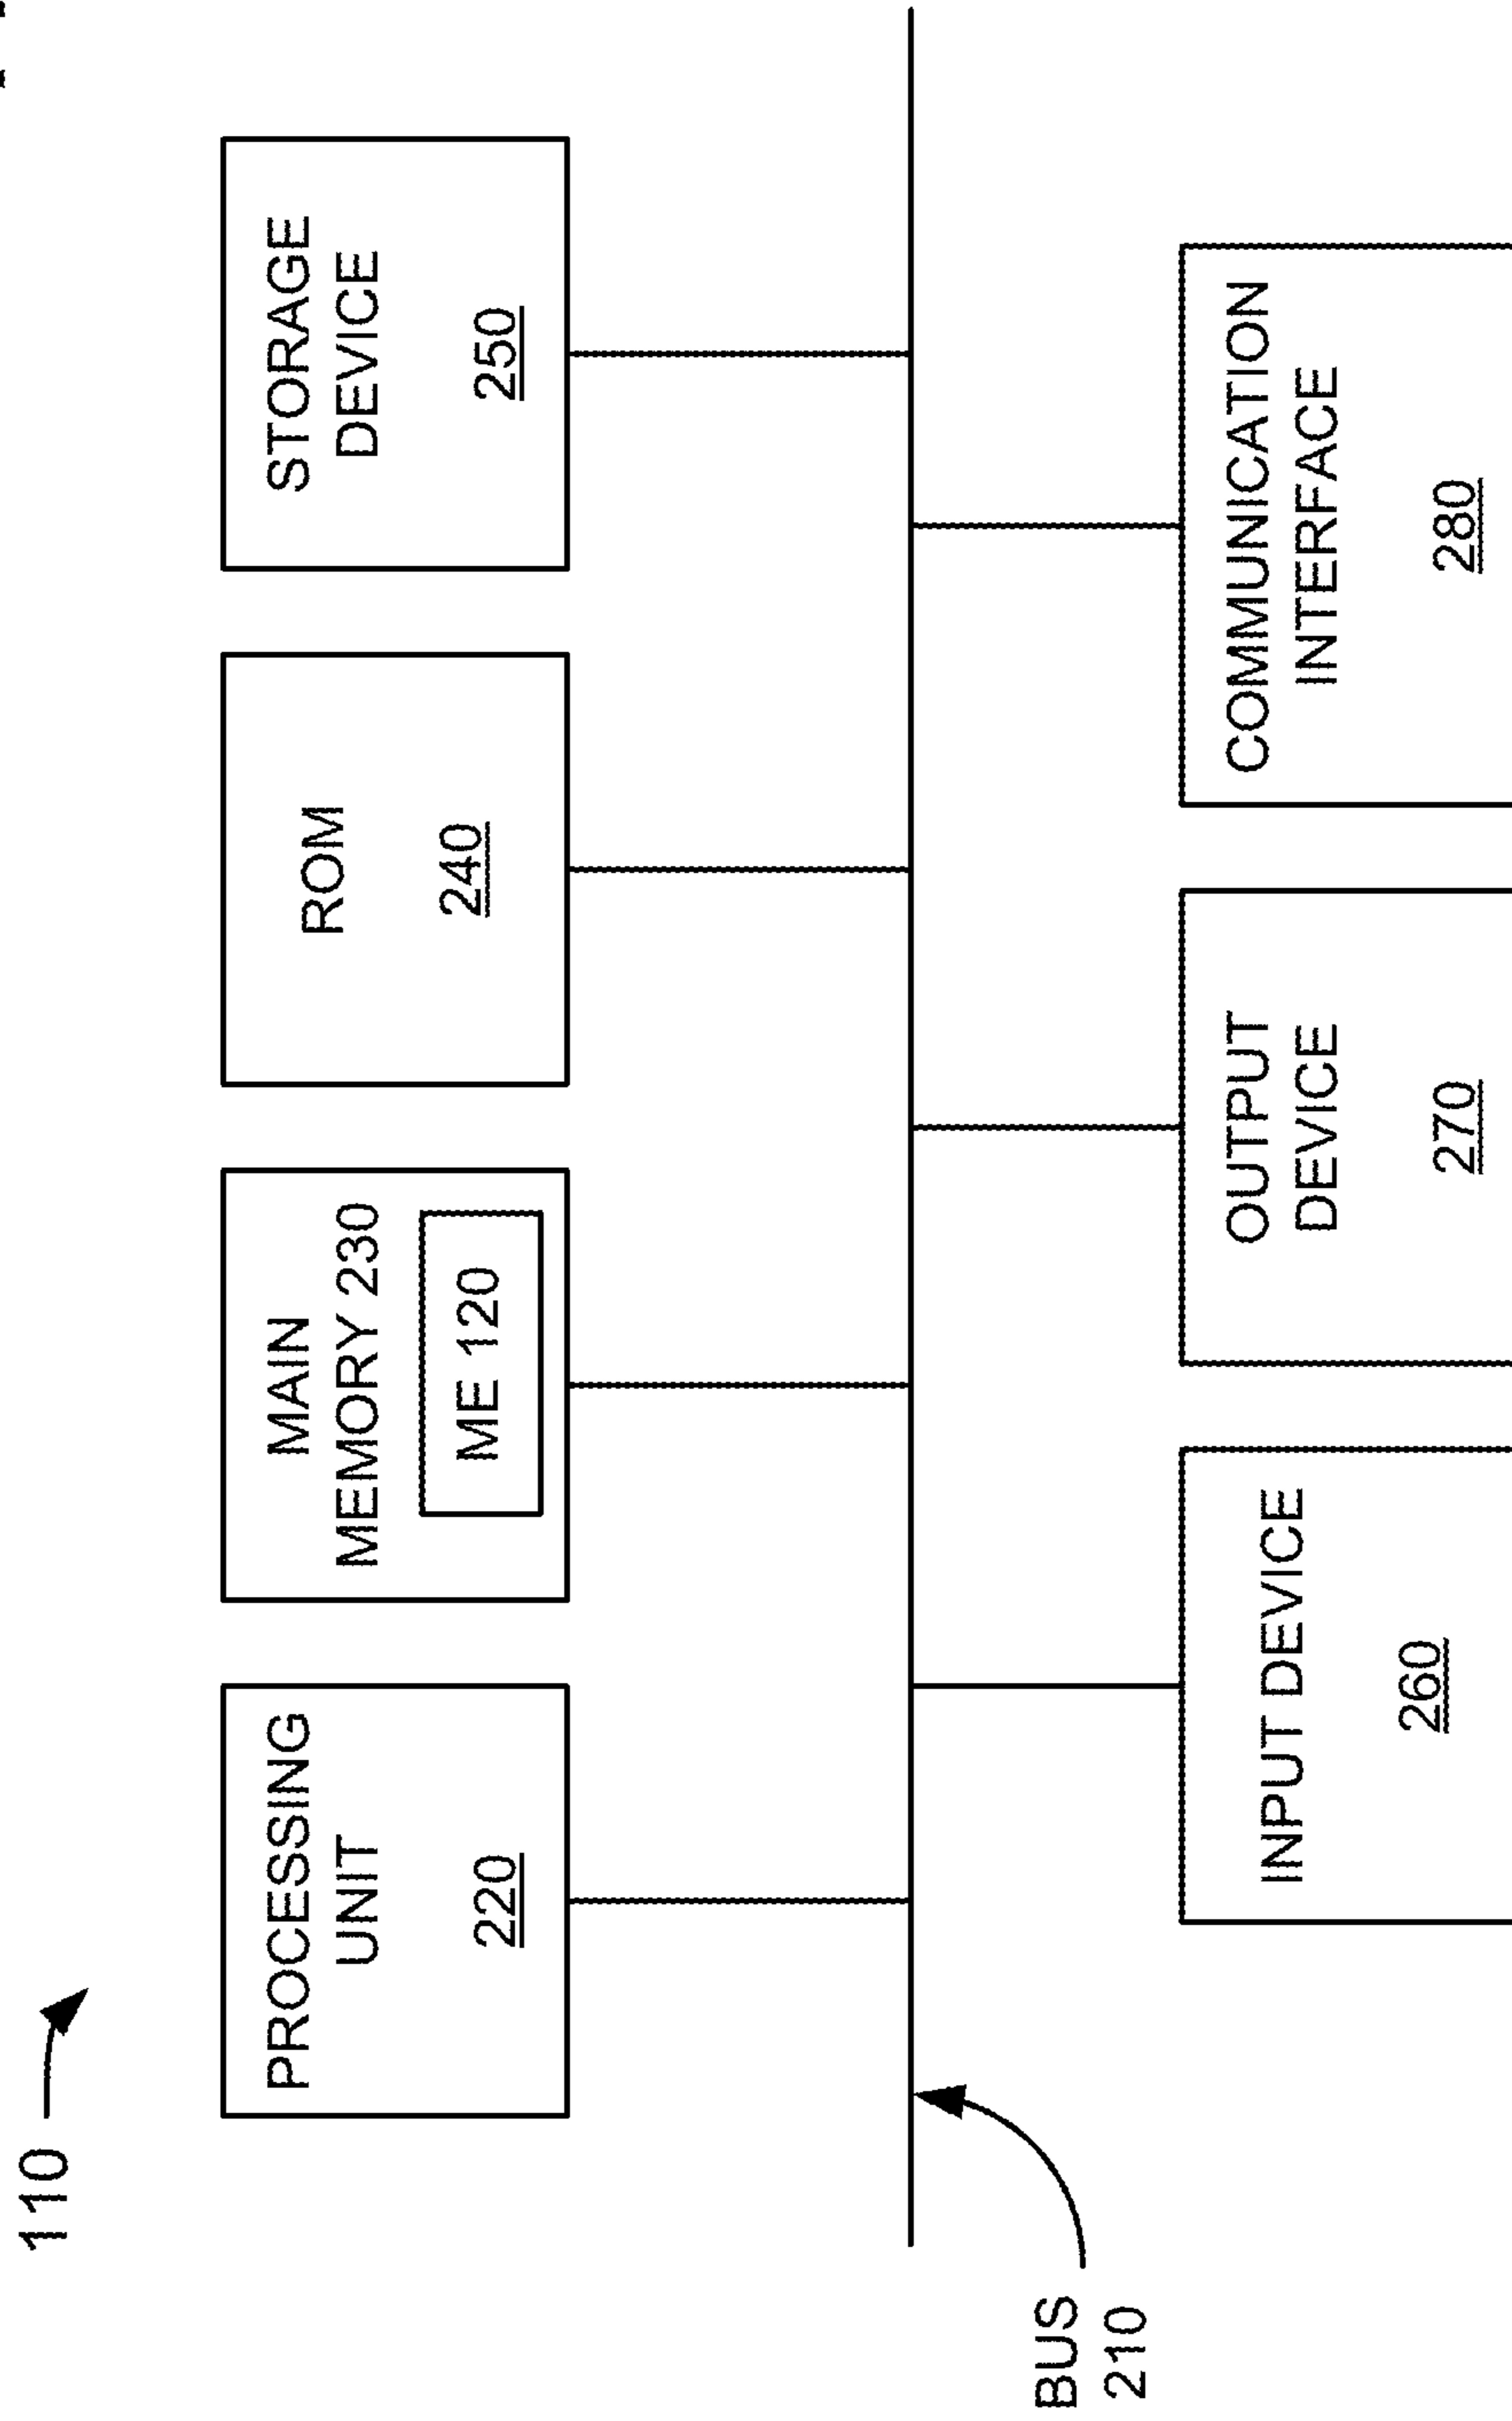 110
PROCESSING
UNIT
220
MAIN
MEMORY 230
ME 120
ROM
240
STORAGE
DEVICE
250
BUS
210
INPUT DEVICE
260
OUTPUT
DEVICE
270
COMMUNICATION
INTERFACE
280